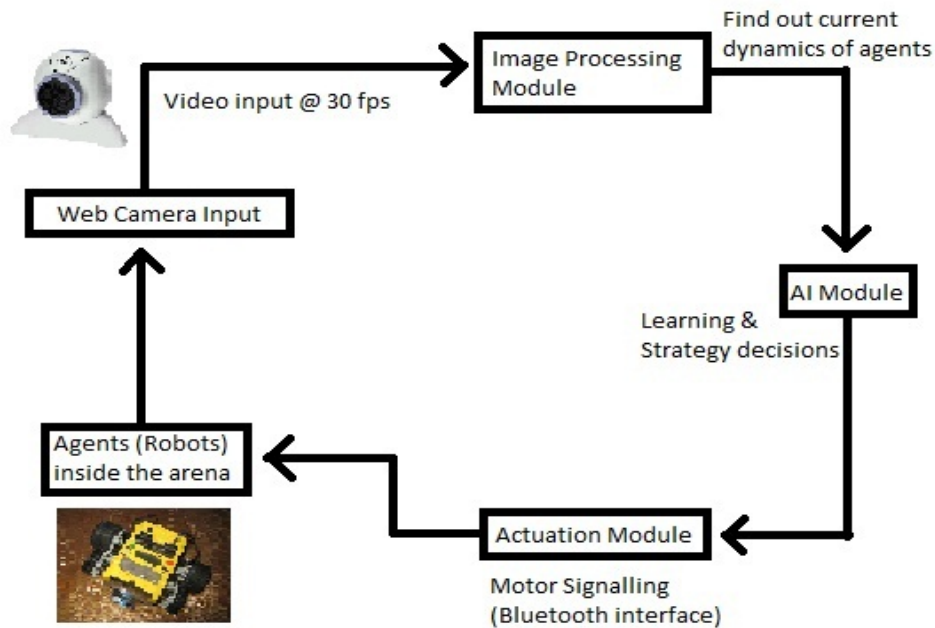 Find out current
dynamics of agents
Image Processing
Module
Video input @ 30 fps
Web Camera Input
AI Module
Learning &
Strategy decisions
Agents (Robots)
inside the arena
Actuation Module
Motor Signalling
(Bluetooth interface)